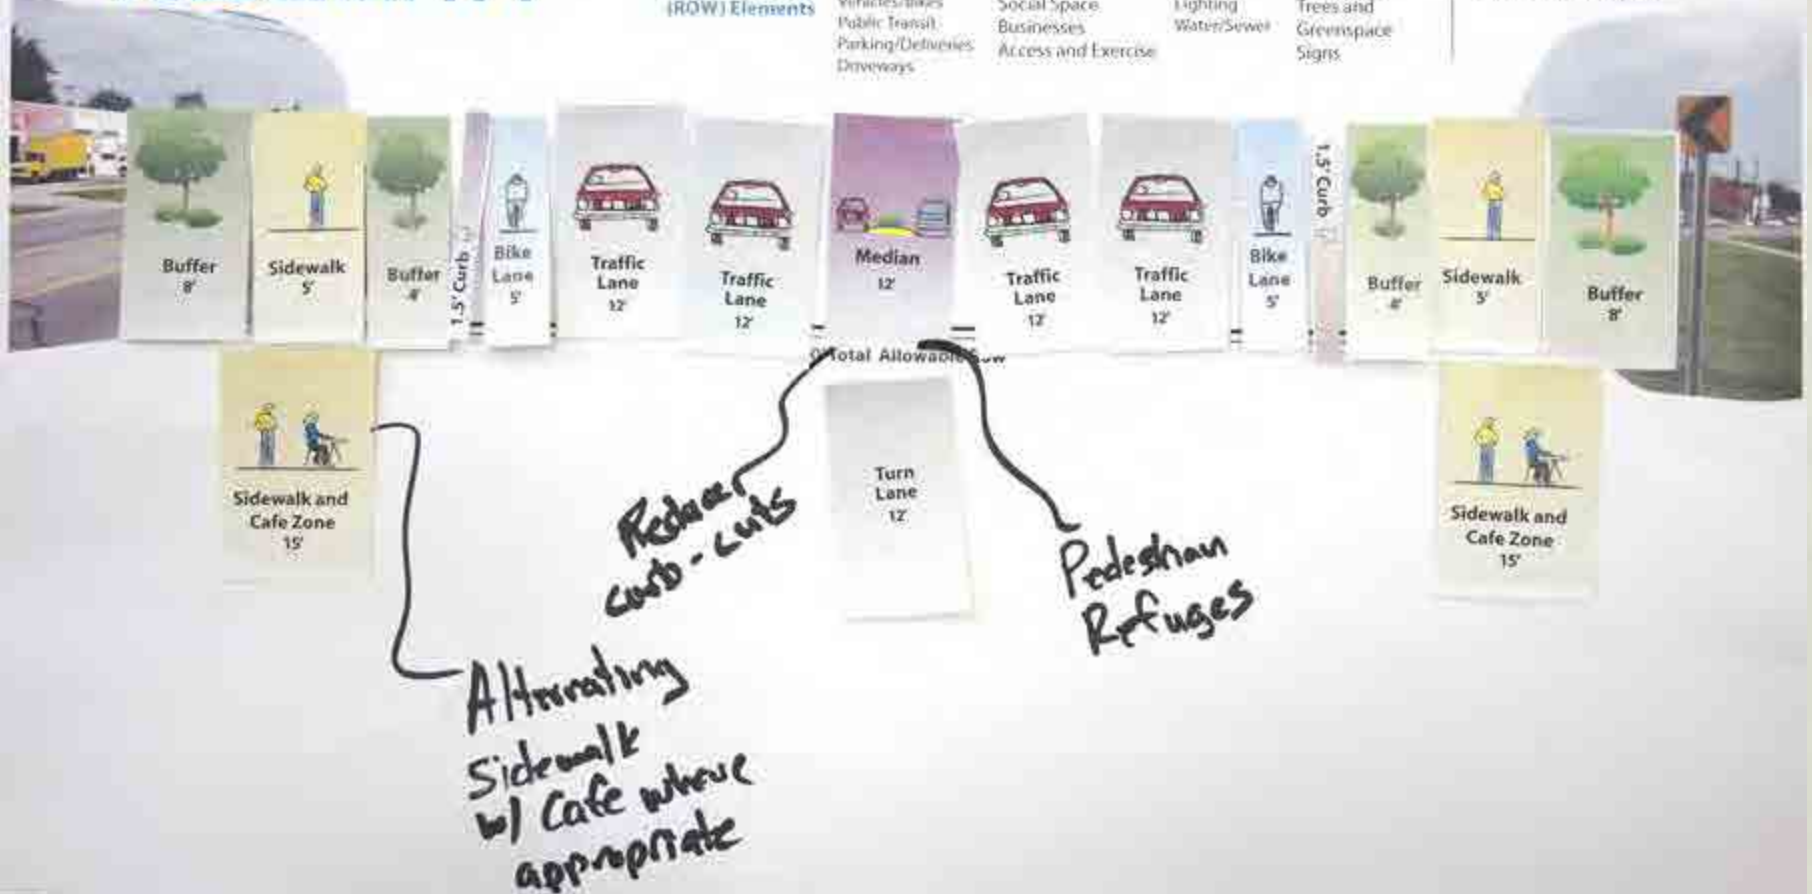 (ROW) Elements
Vehicles/Bikes
Public Transit
Parking/Deliveries
Driveways
Social Space
Businesses
Access and Exercise
Lighting
Water/Sewer
Trees and
Greenspace
Signs
Buffer
8'
Sidewalk
5'
Buffer
4'
1.5' Curb
Bike
Lane
5'
Traffic
Lane
12'
Traffic
Lane
12'
Median
12'
Traffic
Lane
12'
Traffic
Lane
12'
Bike
Lane
5'
1.5' Curb
Buffer
4'
Sidewalk
5'
Buffer
8'
Total Allowable
Sidewalk and
Cafe Zone
15'
Turn
Lane
12'
Sidewalk and
Cafe Zone
15'
Reduce
curb-cuts
Pedestrian
Refuges
Alternating
Sidewalk
w/ Cafe where
appropriate